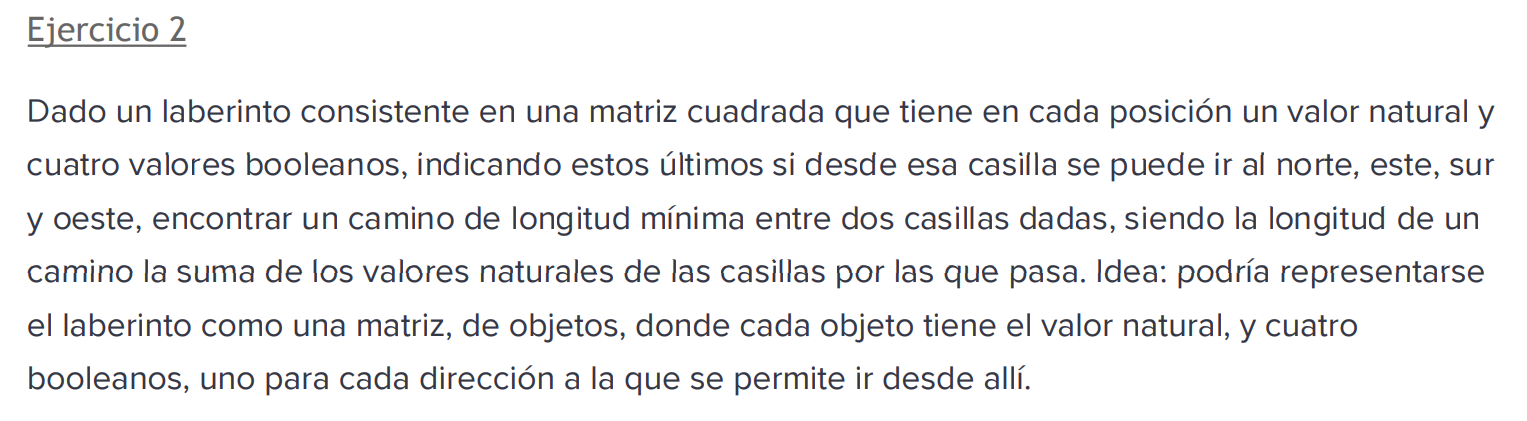 Ejercicio 2
Dado un laberinto consistente en una matriz cuadrada que tiene en cada posición un valor natural y
cuatro valores booleanos, indicando estos últimos si desde esa casilla se puede ir al norte, este, sur
y oeste, encontrar un camino de longitud mínima entre dos casillas dadas, siendo la longitud de un
camino la suma de los valores naturales de las casillas por las que pasa. Idea: podría representarse
el laberinto como una matriz, de objetos, donde cada objeto tiene el valor natural, y cuatro
booleanos, uno para cada dirección a la que se permite ir desde allí.